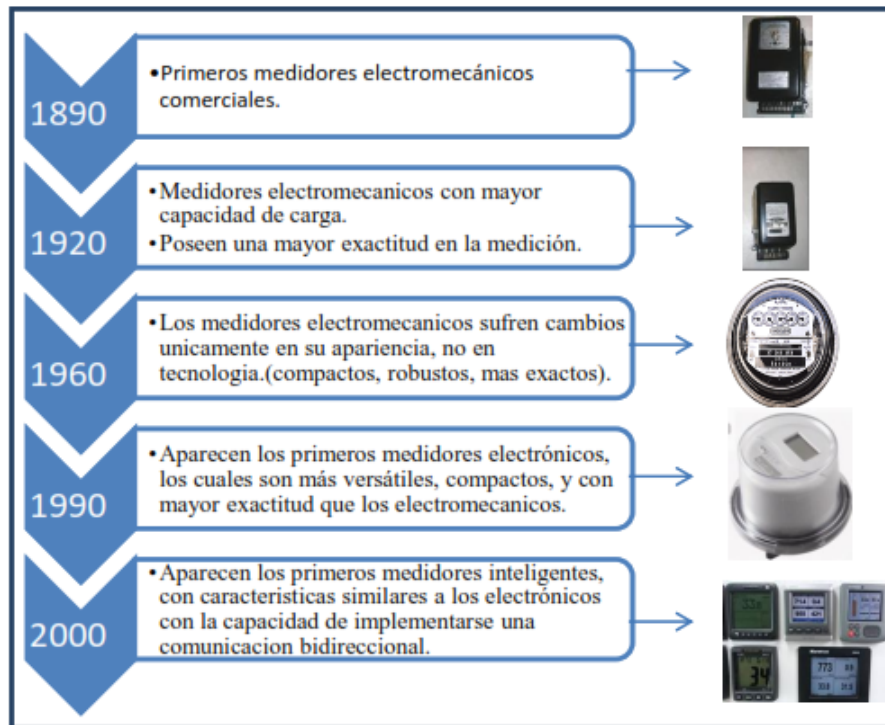 1890
•Primeros medidores electromecánicos
comerciales.
1920
•Medidores electromecanicos con mayor
capacidad de carga.
•Poseen una mayor exactitud en la medición.
1960
•Los medidores electromecanicos sufren cambios
unicamente en su apariencia, no en
tecnologia.(compactos, robustos, mas exactos).
1990
•Aparecen los primeros medidores electrónicos,
los cuales son más versátiles, compactos, y con
mayor exactitud que los electromecanicos.
2000
•Aparecen los primeros medidores inteligentes,
con caracteristicas similares a los electrónicos
con la capacidad de implementarse una
comunicacion bidireccional.
773
34